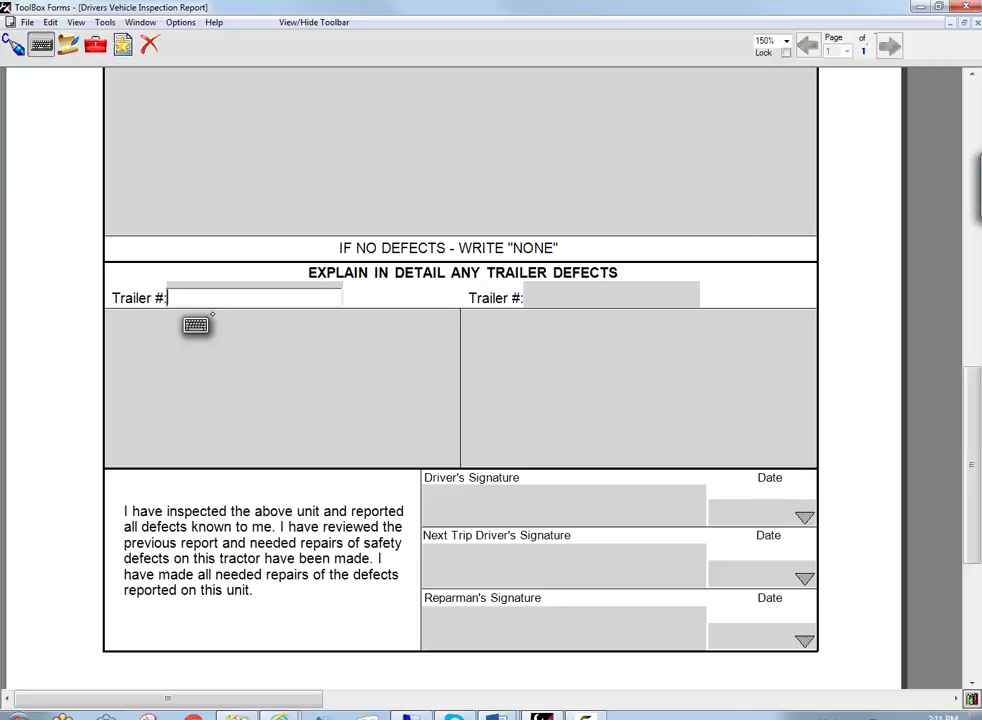 ToolBox Forms - [Drivers Vehicle Inspection Report]
File Edit View Tools Window Options Help View/Hide Toolbar
150% Page of
Lock 1 1
IF NO DEFECTS - WRITE "NONE"
EXPLAIN IN DETAIL ANY TRAILER DEFECTS
Trailer #: Trailer #:
Driver's Signature Date
I have inspected the above unit and reported
all defects known to me. I have reviewed the
previous report and needed repairs of safety
defects on this tractor have been made. I
have made all needed repairs of the defects
reported on this unit.
Next Trip Driver's Signature Date
Reparman's Signature Date
2:11 PM